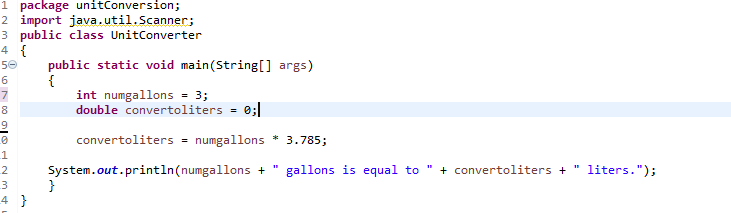 1 package unitConversion;
2 import java.util.Scanner;
3 public class UnitConverter
4 {
5 public static void main(String[] args)
6 {
7 int numgallons = 3;
8 double convertoliters = 0;
9
0 convertoliters = numgallons * 3.785;
1
2 System.out.println(numgallons + " gallons is equal to " + convertoliters + " liters.");
3 }
4 }